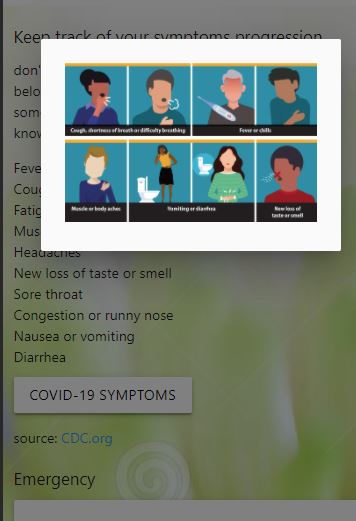 Keep track of your symptoms progression
don'
belo
som
know
Cough, shortness of breath or difficulty breathing
Fever or chills
Muscle or body aches
Vomiting or diarrhea
New loss of
taste or smell
Feve
Coug
Fatig
Musc
Headaches
New loss of taste or smell
Sore throat
Congestion or runny nose
Nausea or vomiting
Diarrhea
COVID-19 SYMPTOMS
source: CDC.org
Emergency